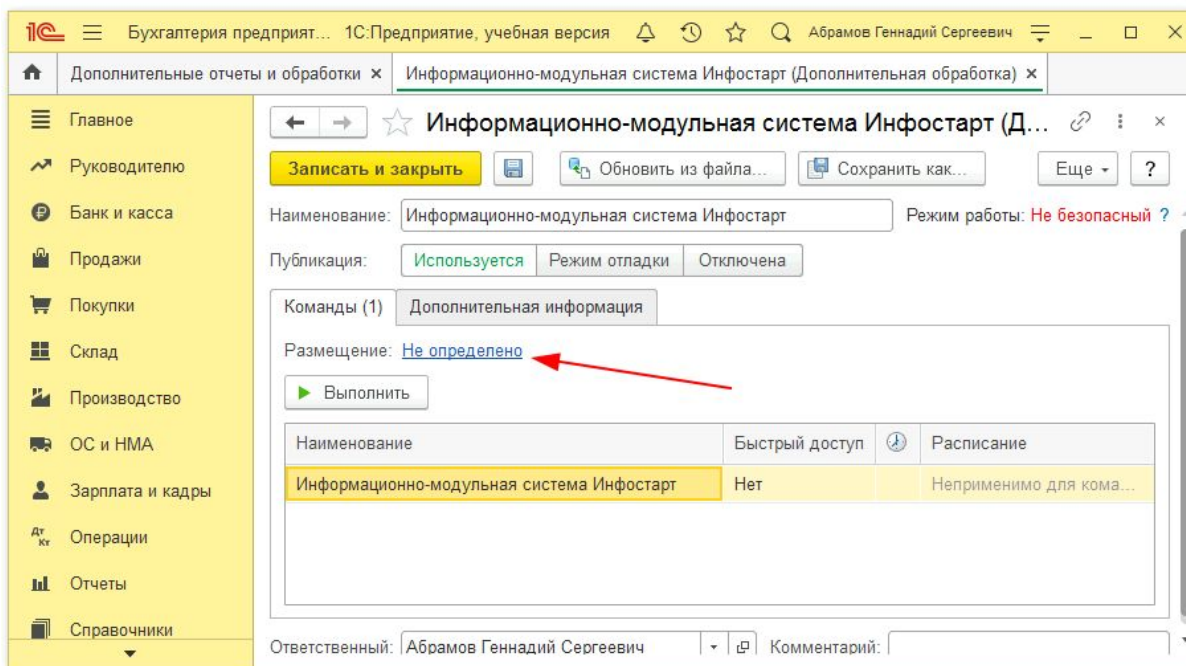 1С Бухгалтерия предприят... 1С:Предприятие, учебная версия Абрамов Геннадий Сергеевич
Дополнительные отчеты и обработки × Информационно-модульная система Инфостарт (Дополнительная обработка) ×
Главное
Руководителю
Банк и касса
Продажи
Покупки
Склад
Производство
ОС и НМА
Зарплата и кадры
Дт Кт Операции
Отчеты
Справочники
Информационно-модульная система Инфостарт (Д...
Записать и закрыть Обновить из файла... Сохранить как... Еще ?
Наименование: Информационно-модульная система Инфостарт Режим работы: Не безопасный ?
Публикация: Используется Режим отладки Отключена
Команды (1) Дополнительная информация
Размещение: Не определено
Выполнить
Наименование Быстрый доступ Расписание
Информационно-модульная система Инфостарт Нет Неприменимо для кома...
Ответственный: Абрамов Геннадий Сергеевич Комментарий: